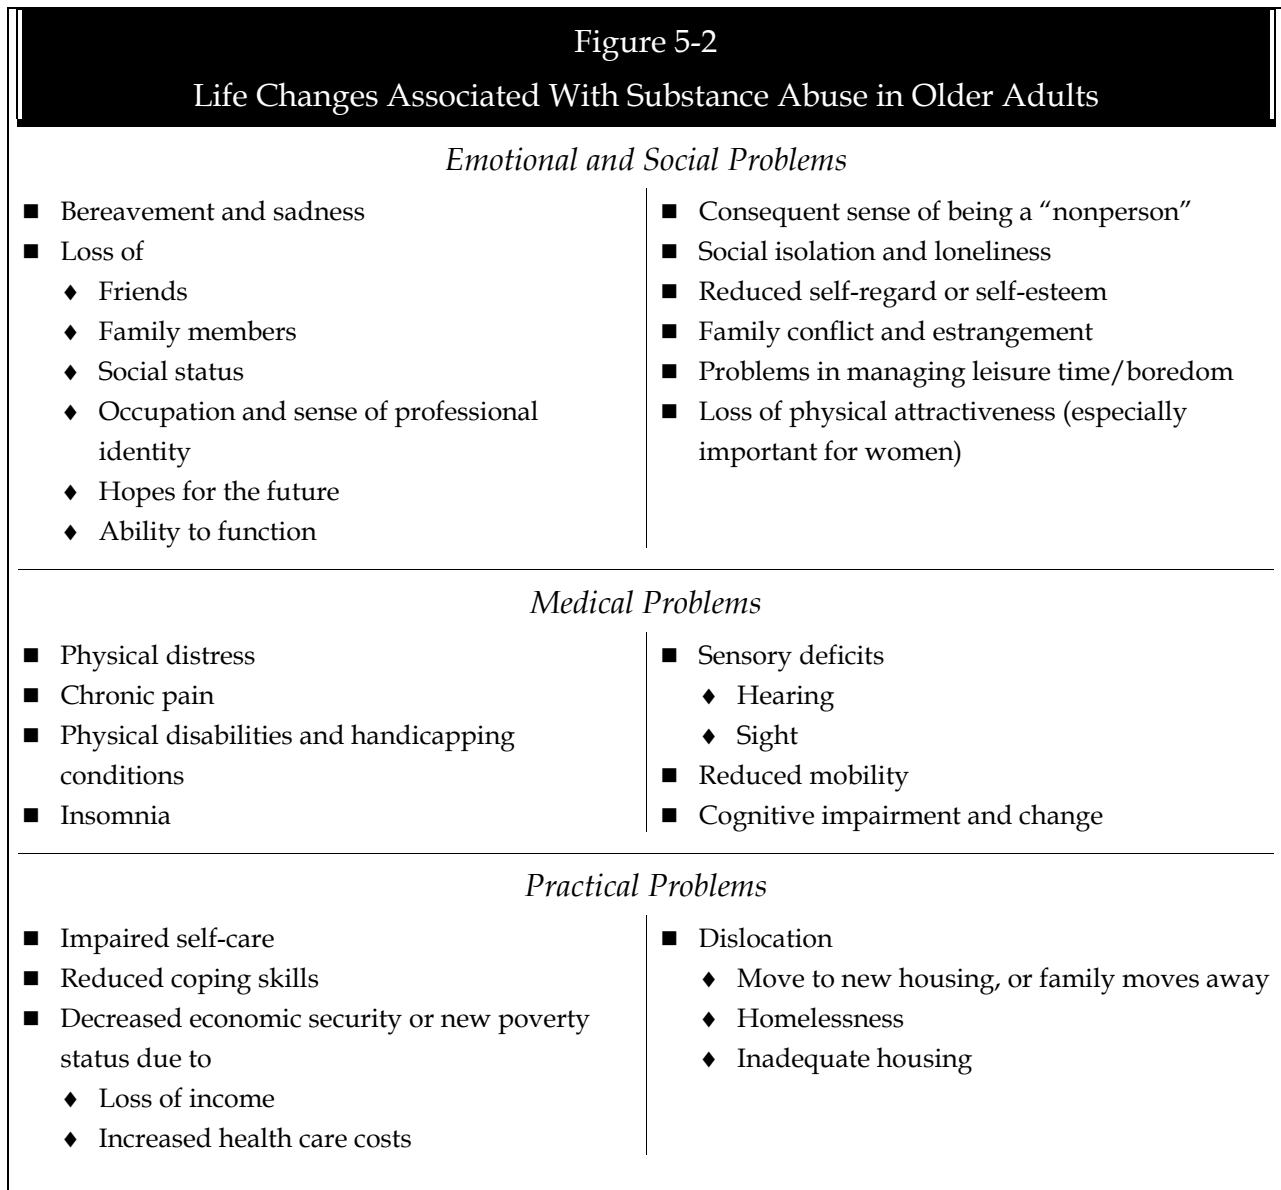 Figure 5-2
Life Changes Associated With Substance Abuse in Older Adults
Emotional and Social Problems
■ Bereavement and sadness
■ Loss of
♦ Friends
♦ Family members
♦ Social status
♦ Occupation and sense of professional
identity
♦ Hopes for the future
♦ Ability to function
■ Consequent sense of being a “nonperson”
■ Social isolation and loneliness
■ Reduced self-regard or self-esteem
■ Family conflict and estrangement
■ Problems in managing leisure time/boredom
■ Loss of physical attractiveness (especially
important for women)
Medical Problems
■ Physical distress
■ Chronic pain
■ Physical disabilities and handicapping
conditions
■ Insomnia
■ Sensory deficits
♦ Hearing
♦ Sight
■ Reduced mobility
■ Cognitive impairment and change
Practical Problems
■ Impaired self-care
■ Reduced coping skills
■ Decreased economic security or new poverty
status due to
♦ Loss of income
♦ Increased health care costs
■ Dislocation
♦ Move to new housing, or family moves away
♦ Homelessness
♦ Inadequate housing